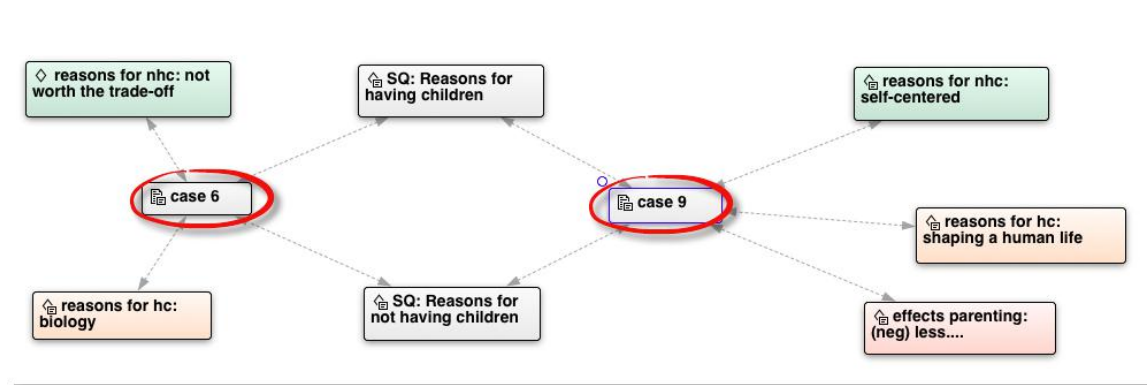 reasons for nhc: not
worth the trade-off
SQ: Reasons for
having children
reasons for nhc:
self-centered
case 6
case 9
reasons for hc:
shaping a human life
reasons for hc:
biology
SQ: Reasons for
not having children
effects parenting:
(neg) less....